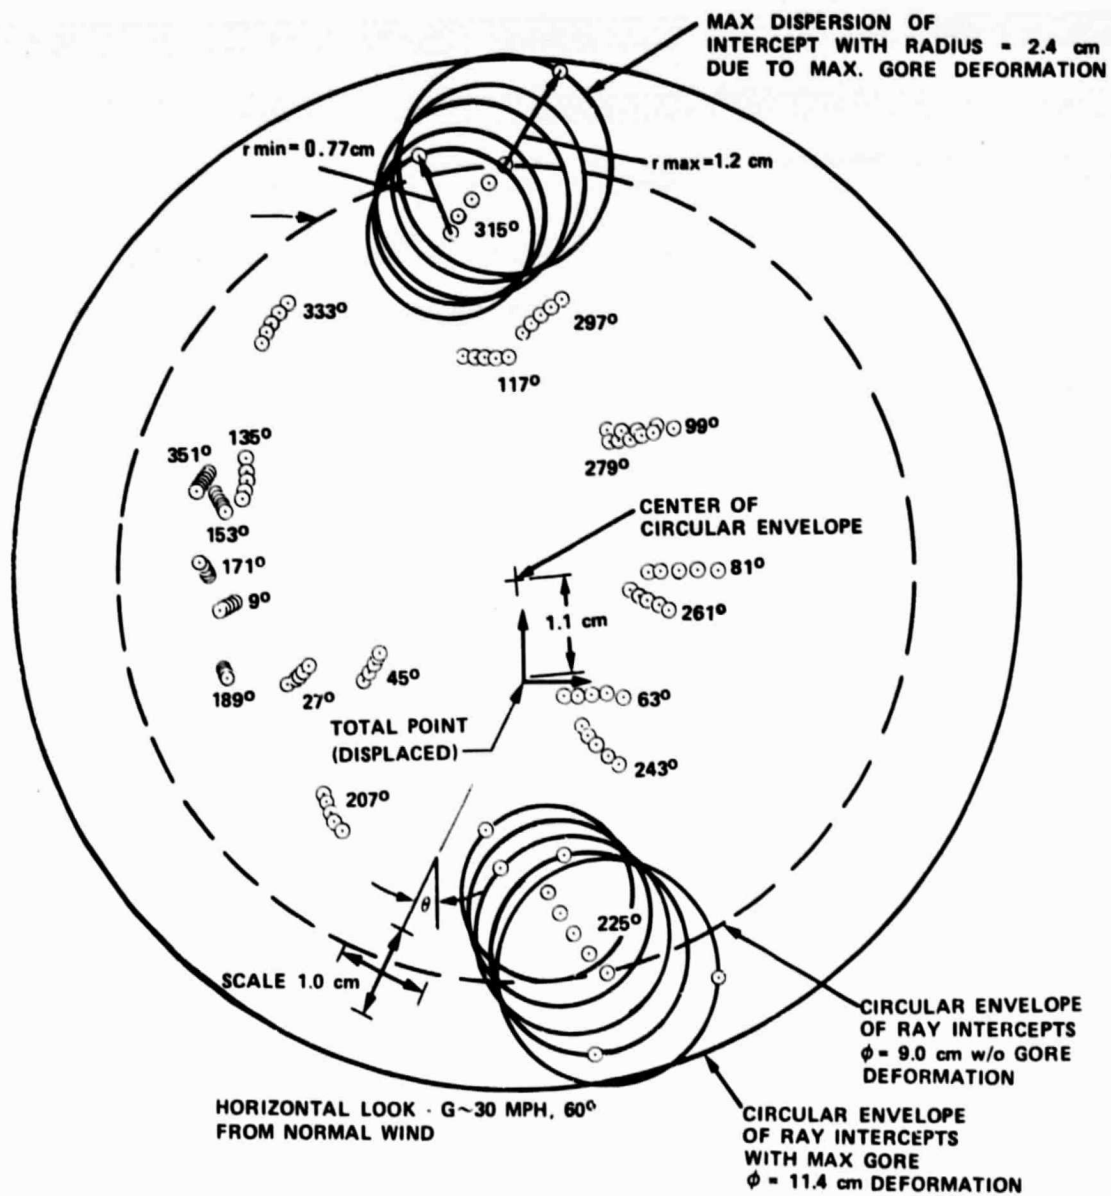 MAX DISPERSION OF
INTERCEPT WITH RADIUS = 2.4 cm
DUE TO MAX. GORE DEFORMATION
r min = 0.77cm
r max=1.2 cm
315°
333°
297°
117°
135°
351°
99°
279°
153°
CENTER OF
CIRCULAR ENVELOPE
171°
81°
9°
261°
1.1 cm
189°
27°
45°
63°
TOTAL POINT
(DISPLACED)
243°
207°
θ
225°
SCALE 1.0 cm
CIRCULAR ENVELOPE
OF RAY INTERCEPTS
ϕ = 9.0 cm w/o GORE
DEFORMATION
HORIZONTAL LOOK - G~30 MPH, 60°
FROM NORMAL WIND
CIRCULAR ENVELOPE
OF RAY INTERCEPTS
WITH MAX GORE
ϕ = 11.4 cm DEFORMATION